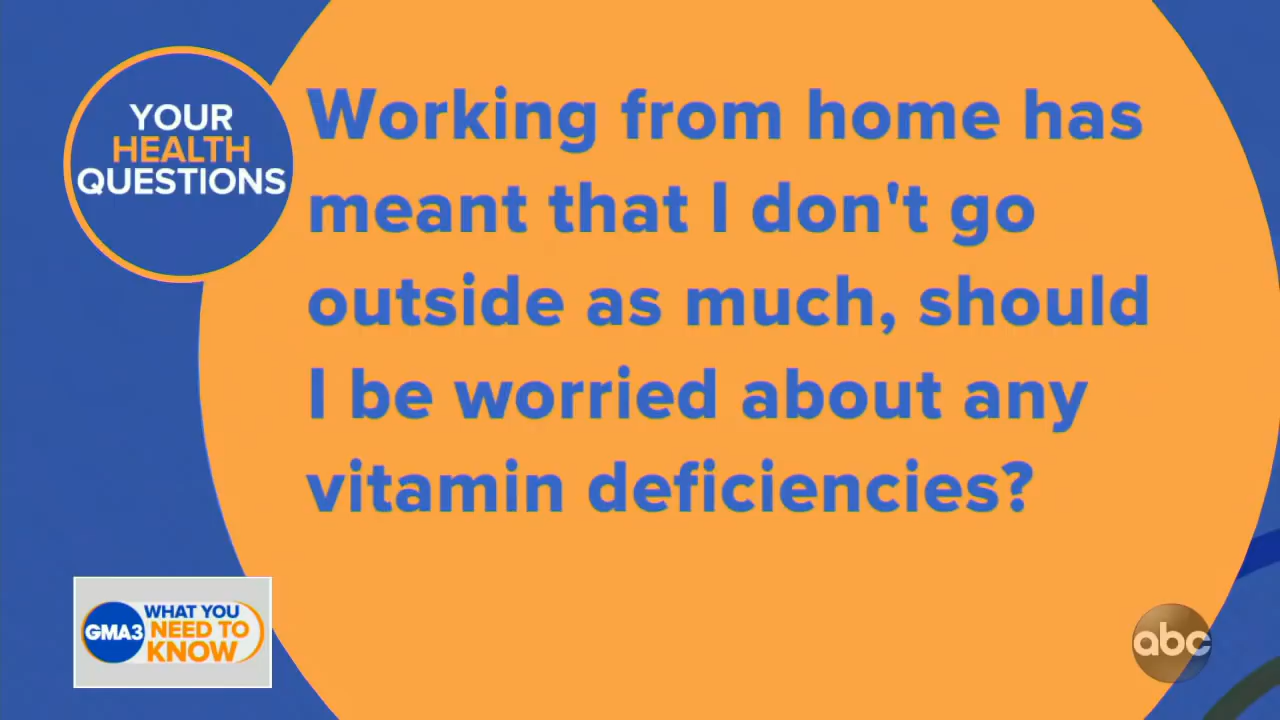 YOUR
HEALTH
QUESTIONS
Working from home has
meant that I don't go
outside as much, should
I be worried about any
vitamin deficiencies?
GMA3
WHAT YOU
NEED TO
KNOW
abc